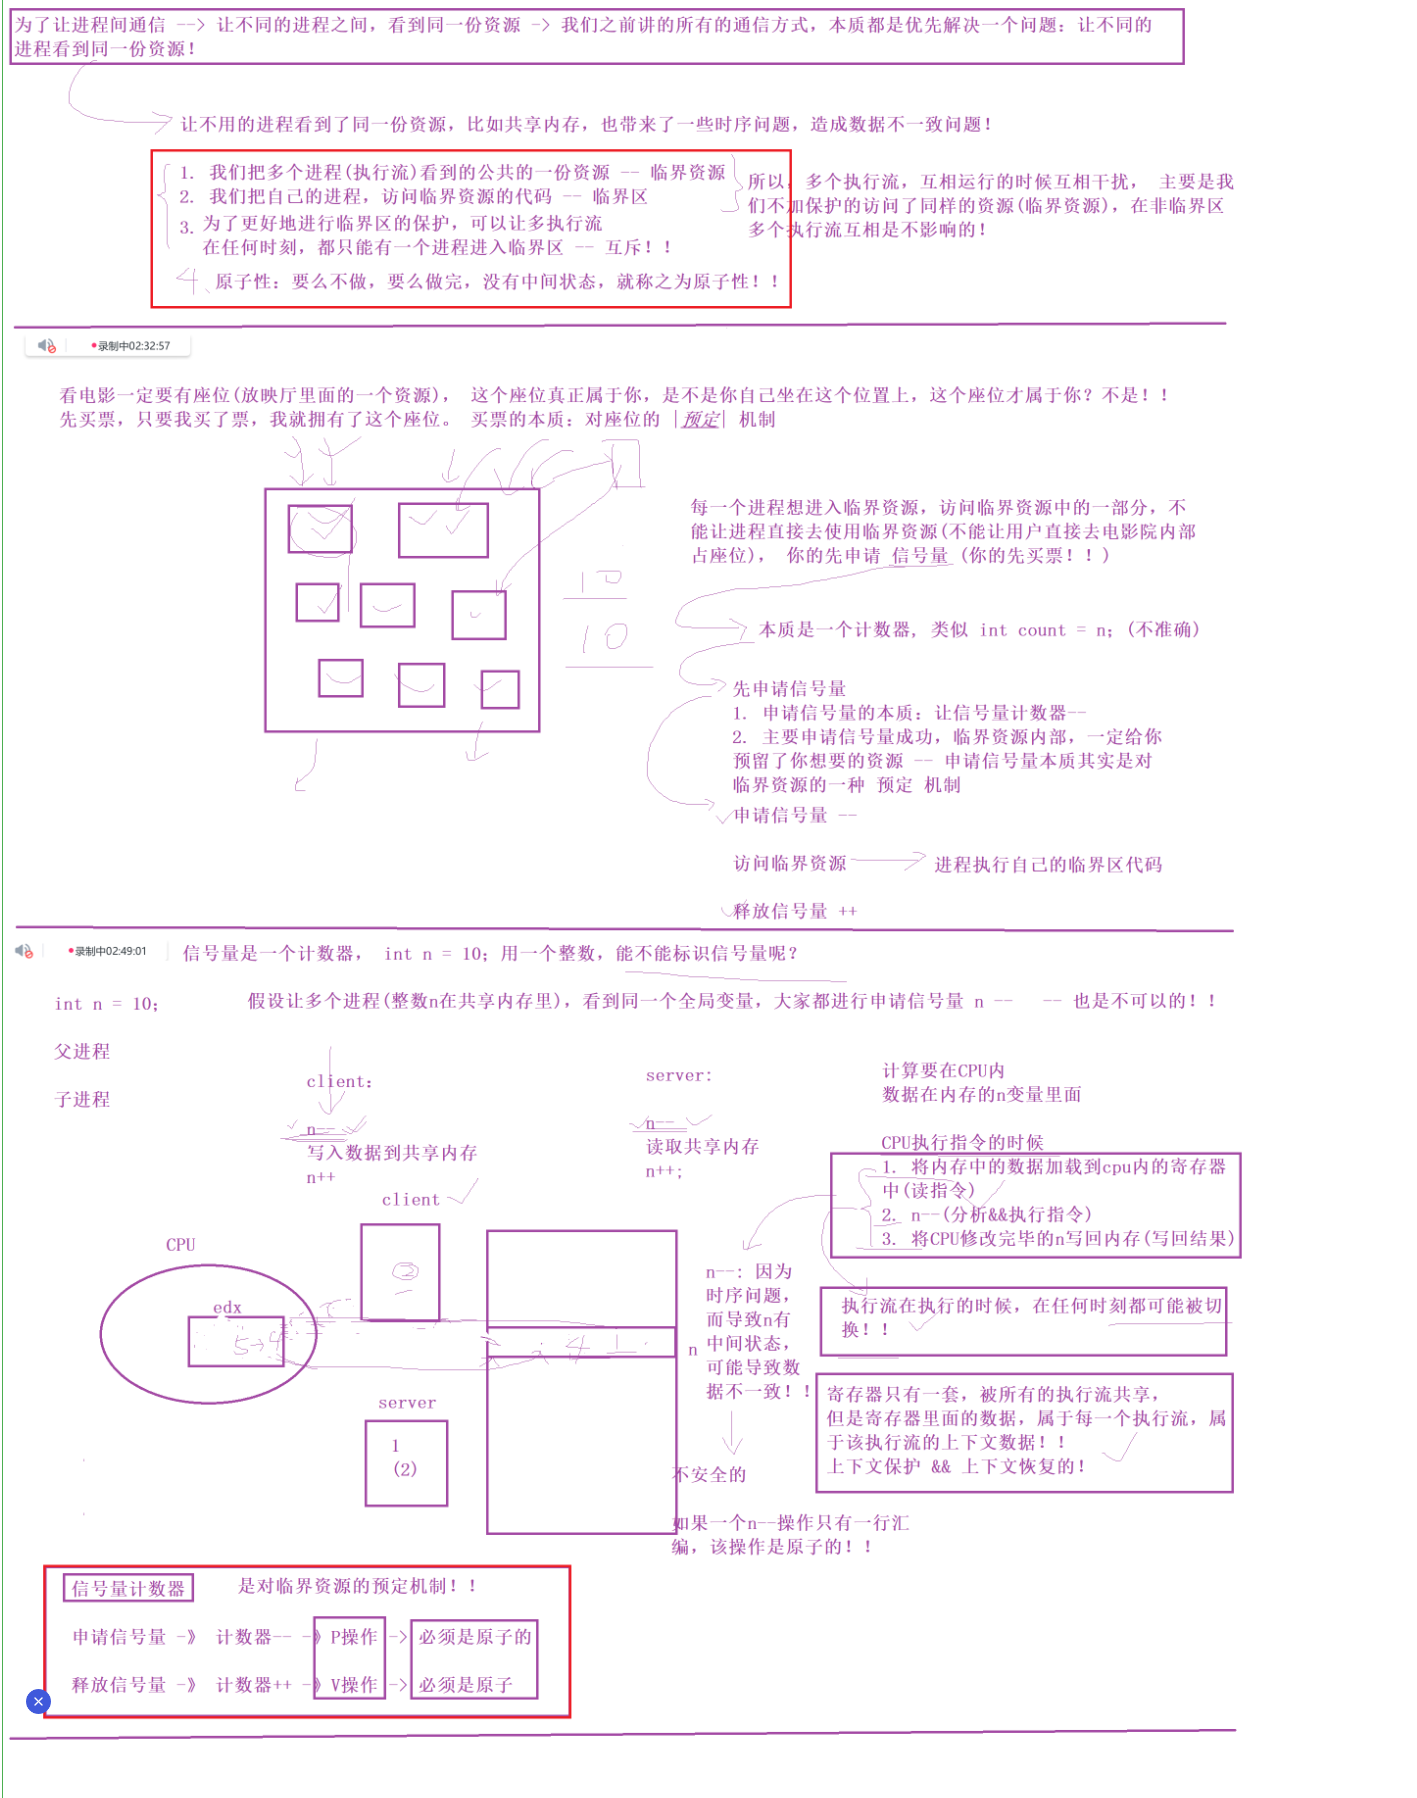 为了让进程间通信 --> 让不同的进程之间，看到同一份资源 -> 我们之前讲的所有的通信方式，本质都是优先解决一个问题：让不同的
进程看到同一份资源！
让不用的进程看到了同一份资源，比如共享内存，也带来了一些时序问题，造成数据不一致问题！
1. 我们把多个进程(执行流)看到的公共的一份资源 -- 临界资源
2. 我们把自己的进程，访问临界资源的代码 -- 临界区
3. 为了更好地进行临界区的保护，可以让多执行流
在任何时刻，都只能有一个进程进入临界区 -- 互斥！！
4、原子性：要么不做，要么做完，没有中间状态，就称之为原子性！！
所以，多个执行流，互相运行的时候互相干扰， 主要是我
们不加保护的访问了同样的资源(临界资源)，在非临界区
多个执行流互相是不影响的！
录制中02:32:57
看电影一定要有座位(放映厅里面的一个资源)， 这个座位真正属于你，是不是你自己坐在这个位置上，这个座位才属于你？不是！！
先买票，只要我买了票，我就拥有了这个座位。 买票的本质：对座位的 |预定| 机制
10
10
每一个进程想进入临界资源，访问临界资源中的一部分，不
能让进程直接去使用临界资源(不能让用户直接去电影院内部
占座位)， 你的先申请 信号量 (你的先买票！！)
本质是一个计数器, 类似 int count = n; (不准确)
先申请信号量
1. 申请信号量的本质：让信号量计数器--
2. 主要申请信号量成功，临界资源内部，一定给你
预留了你想要的资源 -- 申请信号量本质其实是对
临界资源的一种 预定 机制
申请信号量 --
访问临界资源
进程执行自己的临界区代码
释放信号量 ++
录制中02:49:01
信号量是一个计数器， int n = 10; 用一个整数，能不能标识信号量呢？
int n = 10;
假设让多个进程(整数n在共享内存里)，看到同一个全局变量，大家都进行申请信号量 n -- -- 也是不可以的！！
父进程
子进程
client:
n--
写入数据到共享内存
n++
server:
n--
读取共享内存
n++;
计算要在CPU内
数据在内存的n变量里面
CPU执行指令的时候
1. 将内存中的数据加载到cpu内的寄存器
中(读指令)
2. n--(分析&&执行指令)
3. 将CPU修改完毕的n写回内存(写回结果)
client
CPU
edx
5→4
4
n
n--: 因为
时序问题，
而导致n有
中间状态，
可能导致数
据不一致！！
执行流在执行的时候，在任何时刻都可能被切
换！！
寄存器只有一套，被所有的执行流共享，
但是寄存器里面的数据，属于每一个执行流，属
于该执行流的上下文数据！！
上下文保护 && 上下文恢复的！
server
1
(2)
不安全的
如果一个n--操作只有一行汇
编，该操作是原子的！！
信号量计数器 是对临界资源的预定机制！！
申请信号量 -》 计数器-- -》P操作 -> 必须是原子的
释放信号量 -》 计数器++ -》V操作 -> 必须是原子